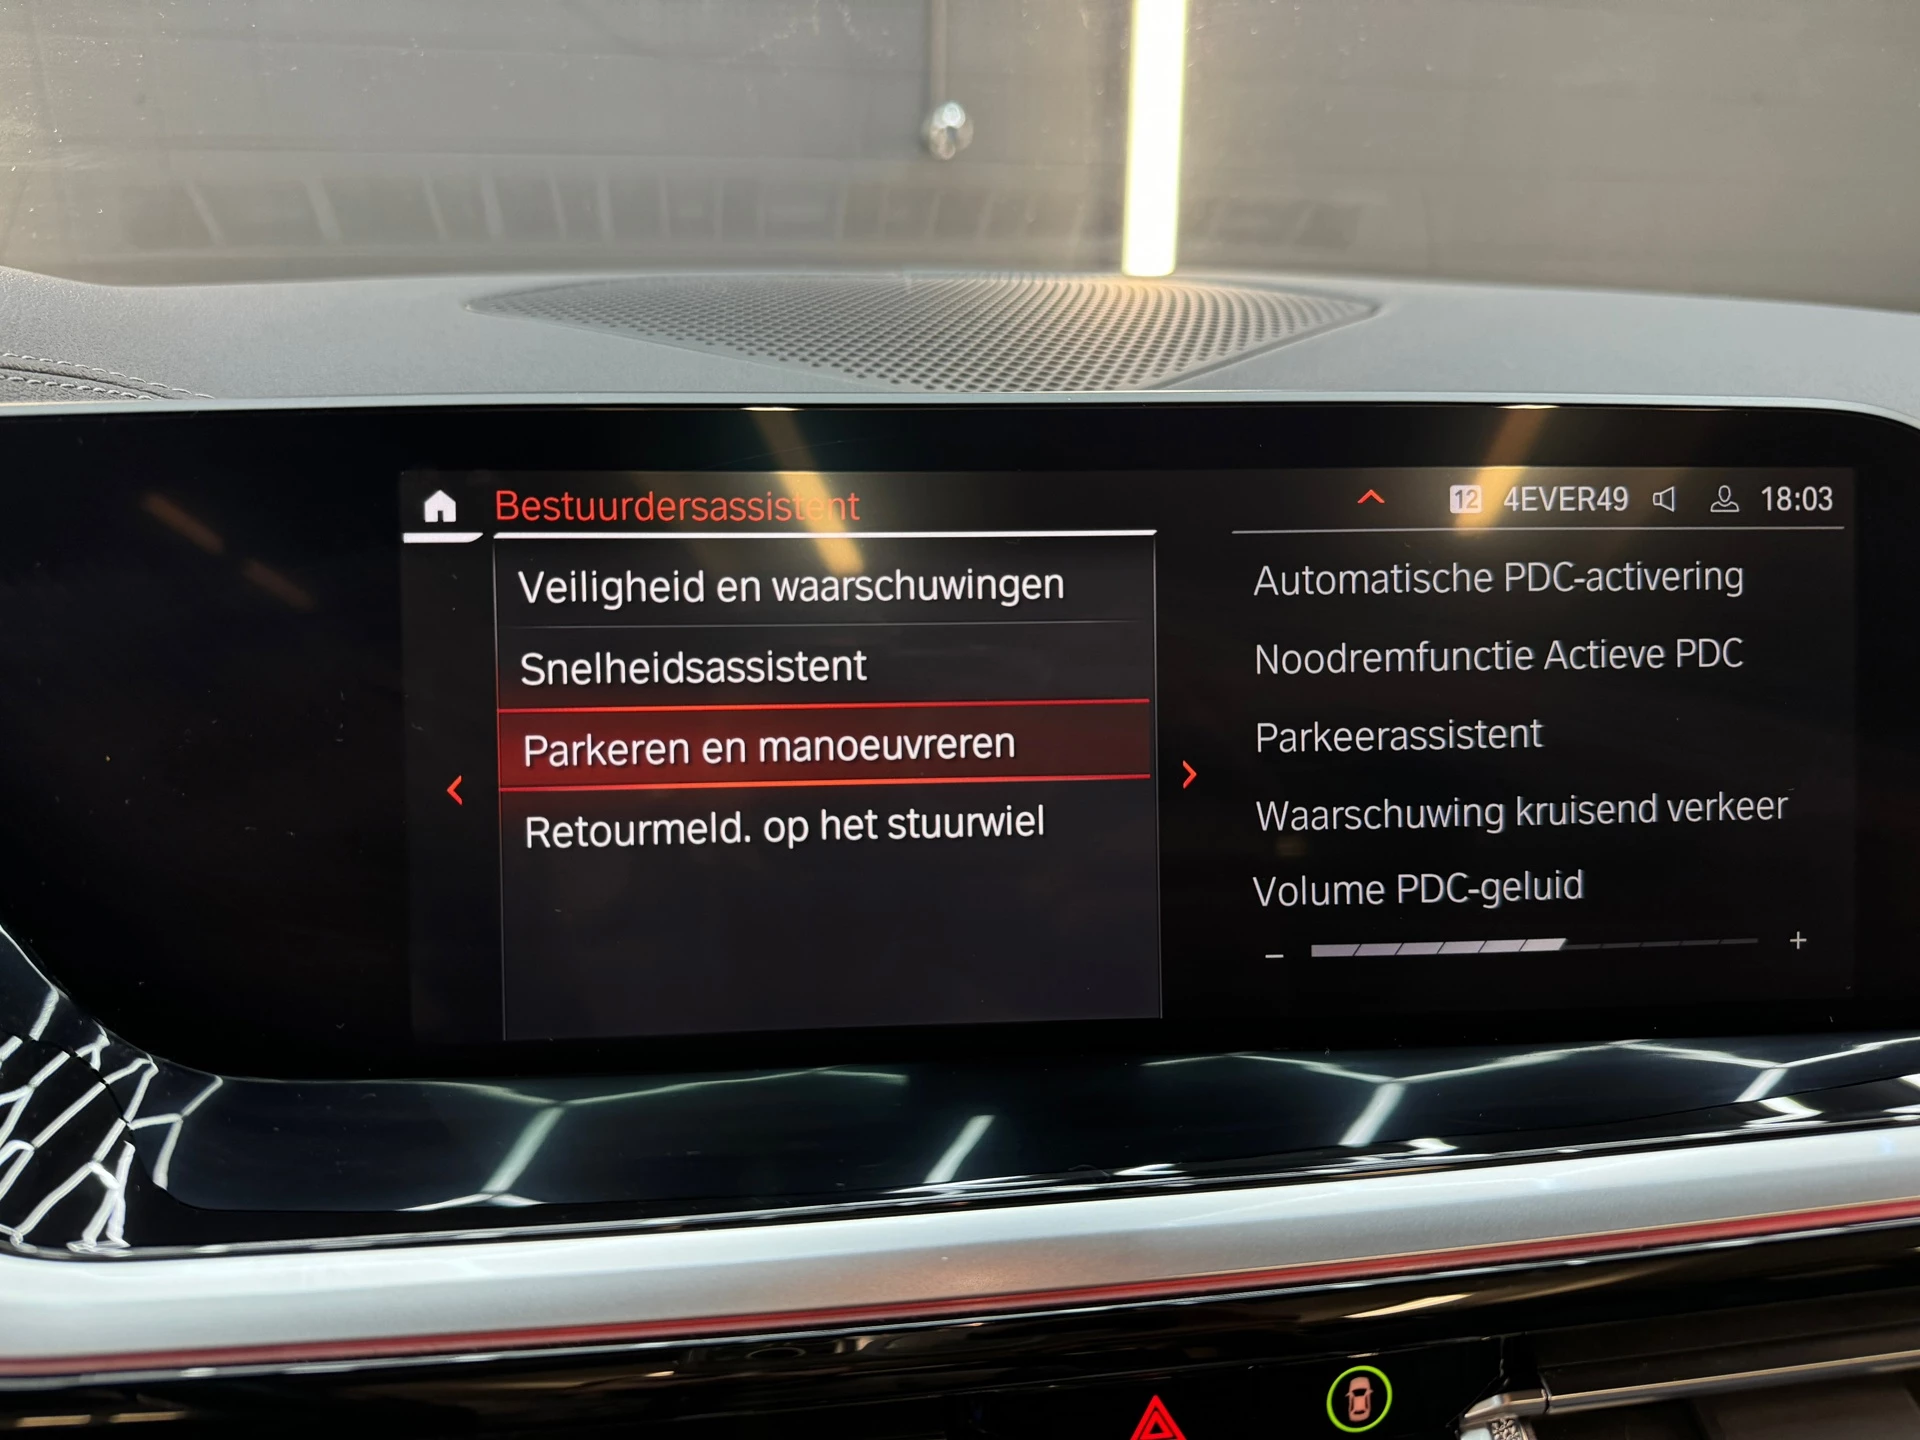 Bestuurdersassistent
12 4EVER49 18:03
Veiligheid en waarschuwingen
Snelheidsassistent
Parkeren en manoeuvreren
Retourmeld. op het stuurwiel
Automatische PDC-activering
Noodremfunctie Actieve PDC
Parkeerassistent
Waarschuwing kruisend verkeer
Volume PDC-geluid
– +